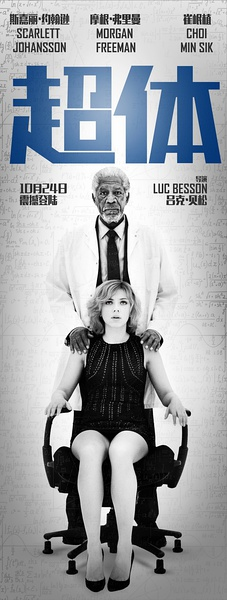 斯嘉丽·约翰逊 摩根·弗里曼 崔岷植
SCARLETT MORGAN CHOI
JOHANSSON FREEMAN MIN SIK
超体
10月24日
震撼登陆
导演
LUC BESSON
吕克·贝松